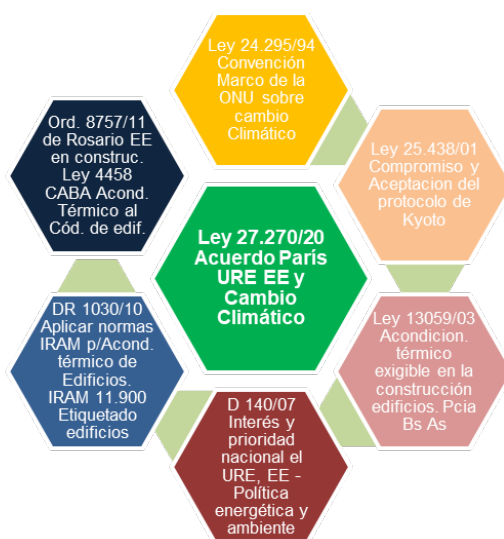 Ley 24.295/94
Convención
Marco de la
ONU sobre
cambio
Climático
Ley 25.438/01
Compromiso y
Aceptacion del
protocolo de
Kyoto
Ley 13059/03
Acondicion.
térmico
exigible en la
construcción
edificios. Pcia
Bs As
D 140/07
Interés y
prioridad
nacional el
URE, EE -
Política
energética y
ambiente
DR 1030/10
Aplicar normas
IRAM p/Acond.
térmico de
Edificios.
IRAM 11.900
Etiquetado
edificios
Ord. 8757/11
de Rosario EE
en construc.
Ley 4458
CABA Acond.
Térmico al
Cód. de edif.
Ley 27.270/20
Acuerdo París
URE EE y
Cambio
Climático